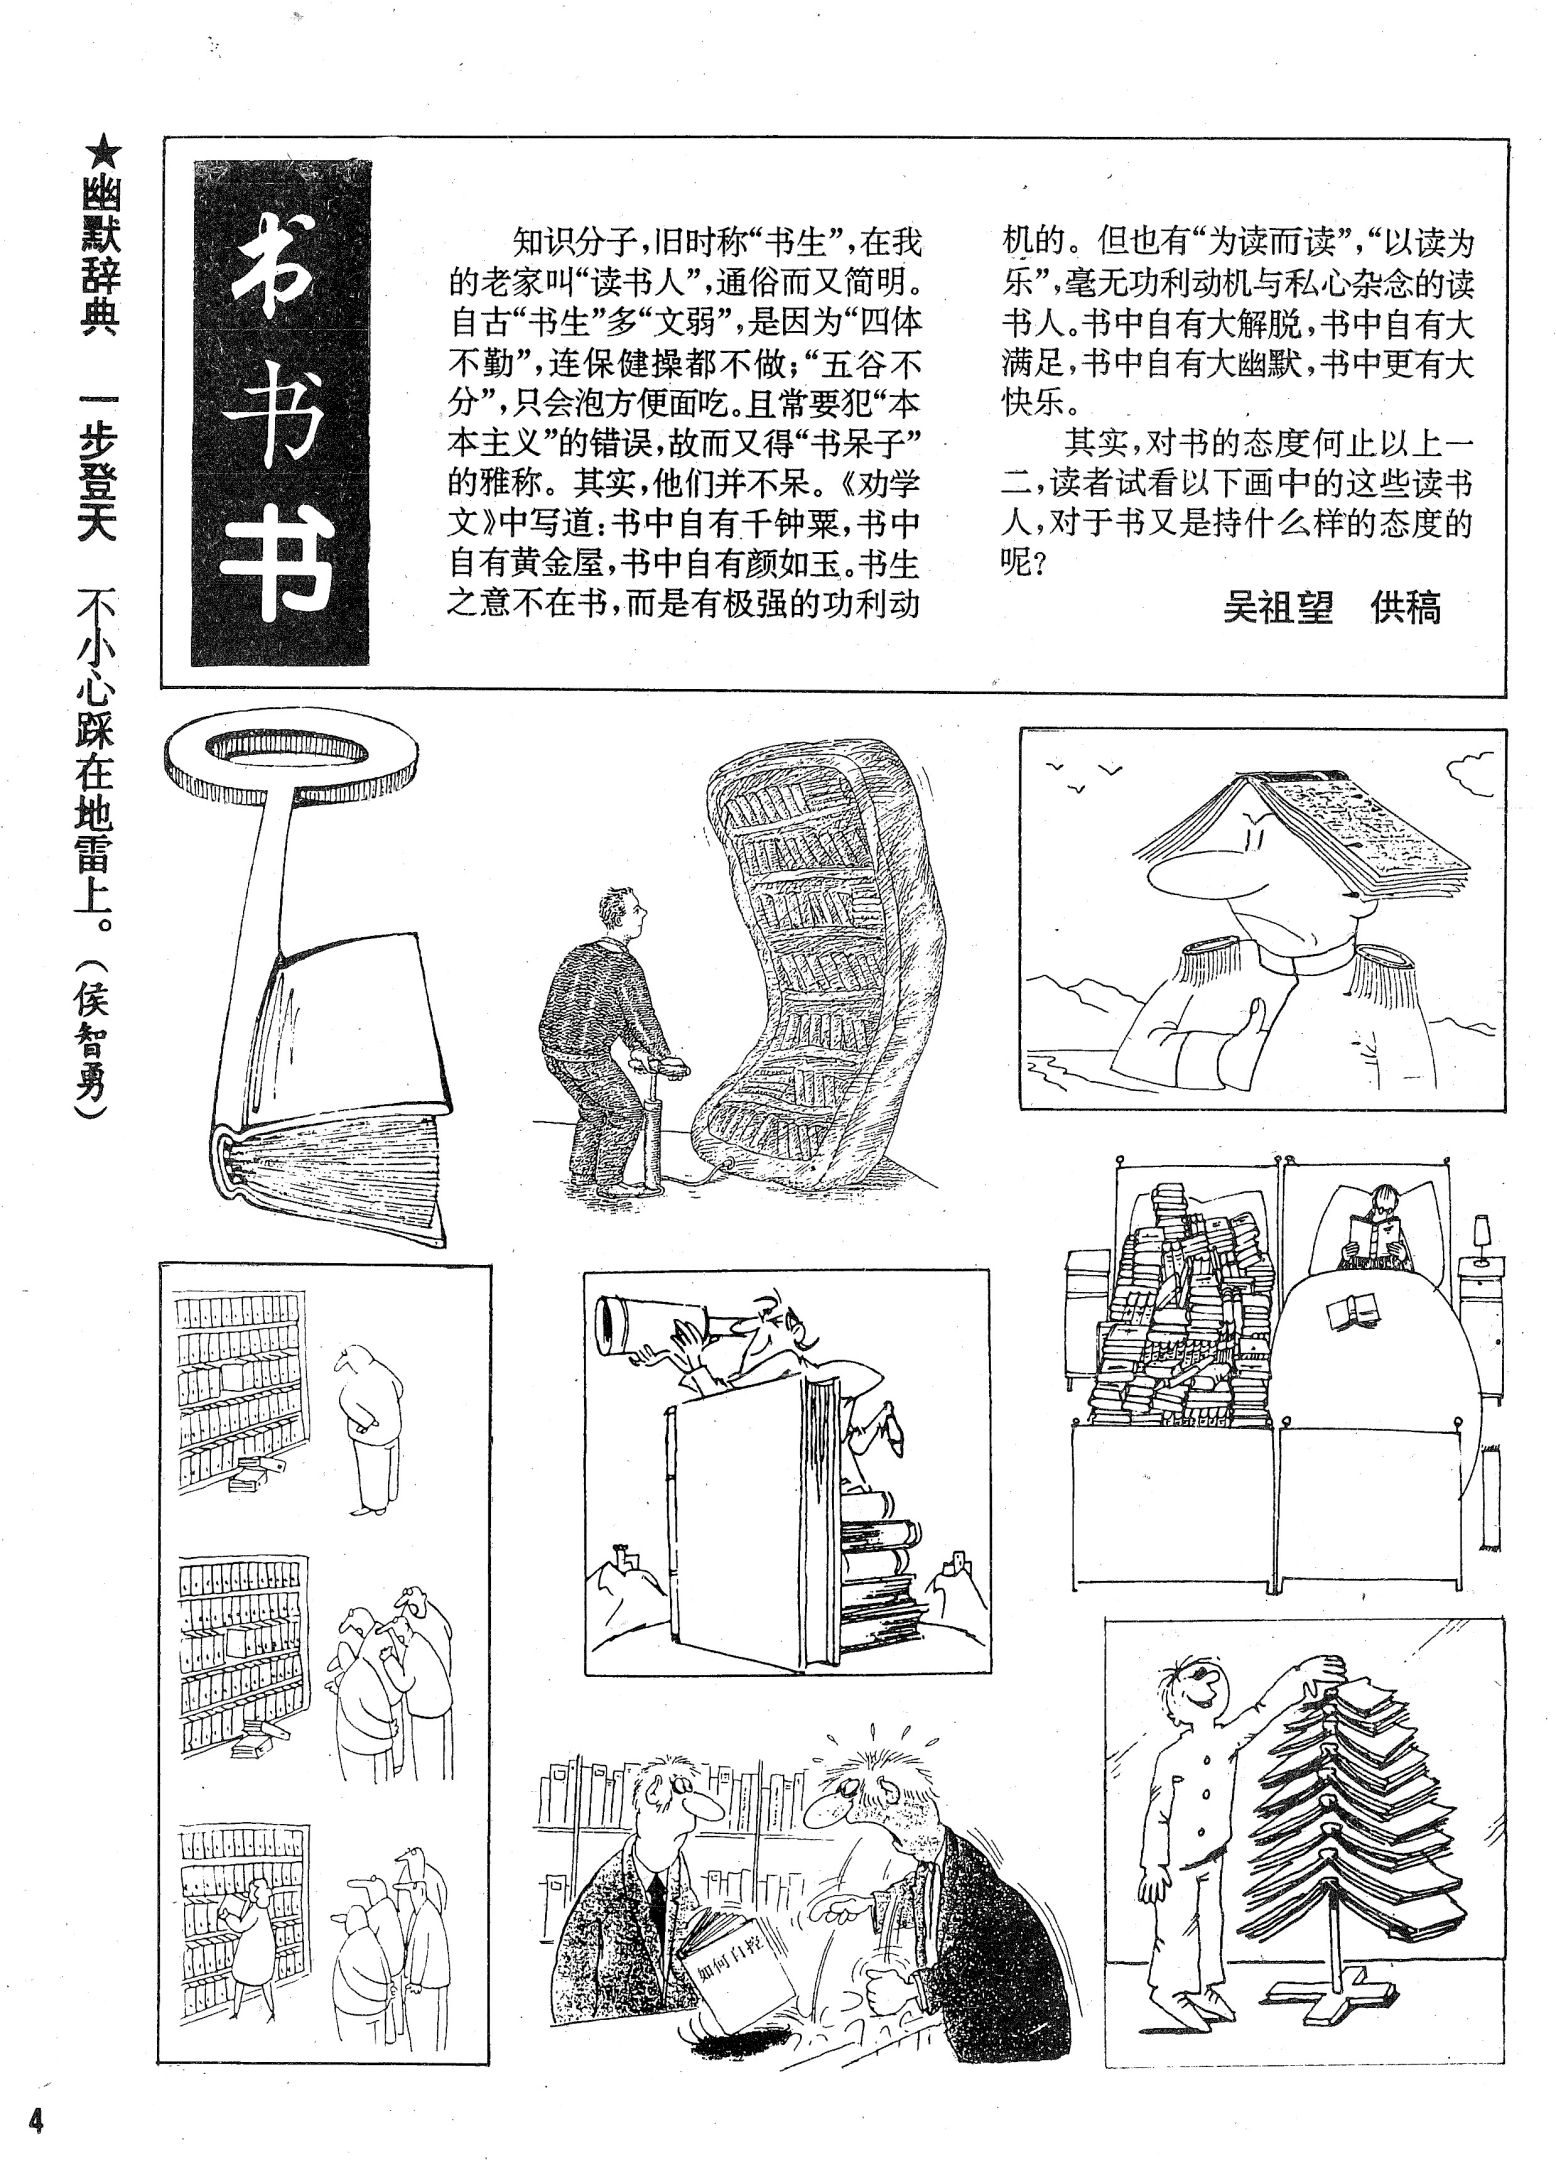 ★幽默辞典 一步登天 不小心踩在地雷上。(侯智勇)
书
书
书
知识分子,旧时称“书生”,在我
的老家叫“读书人”,通俗而又简明。
自古“书生”多“文弱”,是因为“四体
不勤”,连保健操都不做;“五谷不
分”,只会泡方便面吃。且常要犯“本
本主义”的错误,故而又得“书呆子”
的雅称。其实,他们并不呆。《劝学
文》中写道:书中自有千钟粟,书中
自有黄金屋,书中自有颜如玉。书生
之意不在书,而是有极强的功利动
机的。但也有“为读而读”,“以读为
乐”,毫无功利动机与私心杂念的读
书人。书中自有大解脱,书中自有大
满足,书中自有大幽默,书中更有大
快乐。
其实,对书的态度何止以上一
二,读者试看以下画中的这些读书
人,对于书又是持什么样的态度的
呢?
吴祖望 供稿
如何自控
4